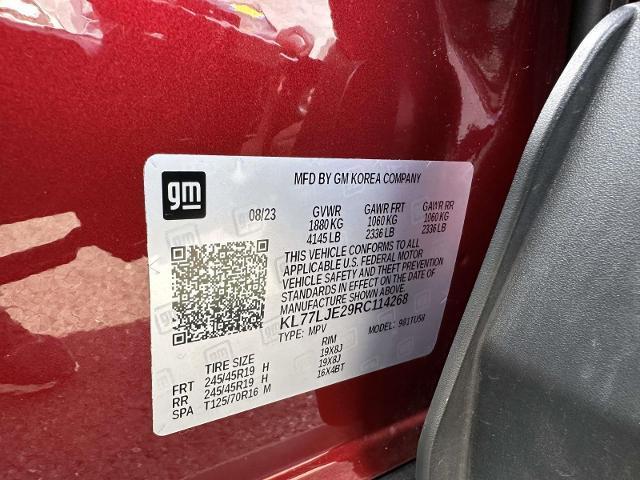 gm
MFD BY GM KOREA COMPANY
08/23 GVWR GAWR FRT GAWR RR
1880 KG 1060 KG 1060 KG
4145 LB 2336 LB 2336 LB
THIS VEHICLE CONFORMS TO ALL
APPLICABLE U.S. FEDERAL MOTOR
VEHICLE SAFETY AND THEFT PREVENTION
STANDARDS IN EFFECT ON THE DATE OF
MANUFACTURE SHOWN ABOVE.
KL77LJE29RC114268
TYPE: MPV MODEL: 9B1TU58
TIRE SIZE RIM
FRT 245/45R19 H 19X8J
RR 245/45R19 H 19X8J
SPA T125/70R16 M 16X4BT